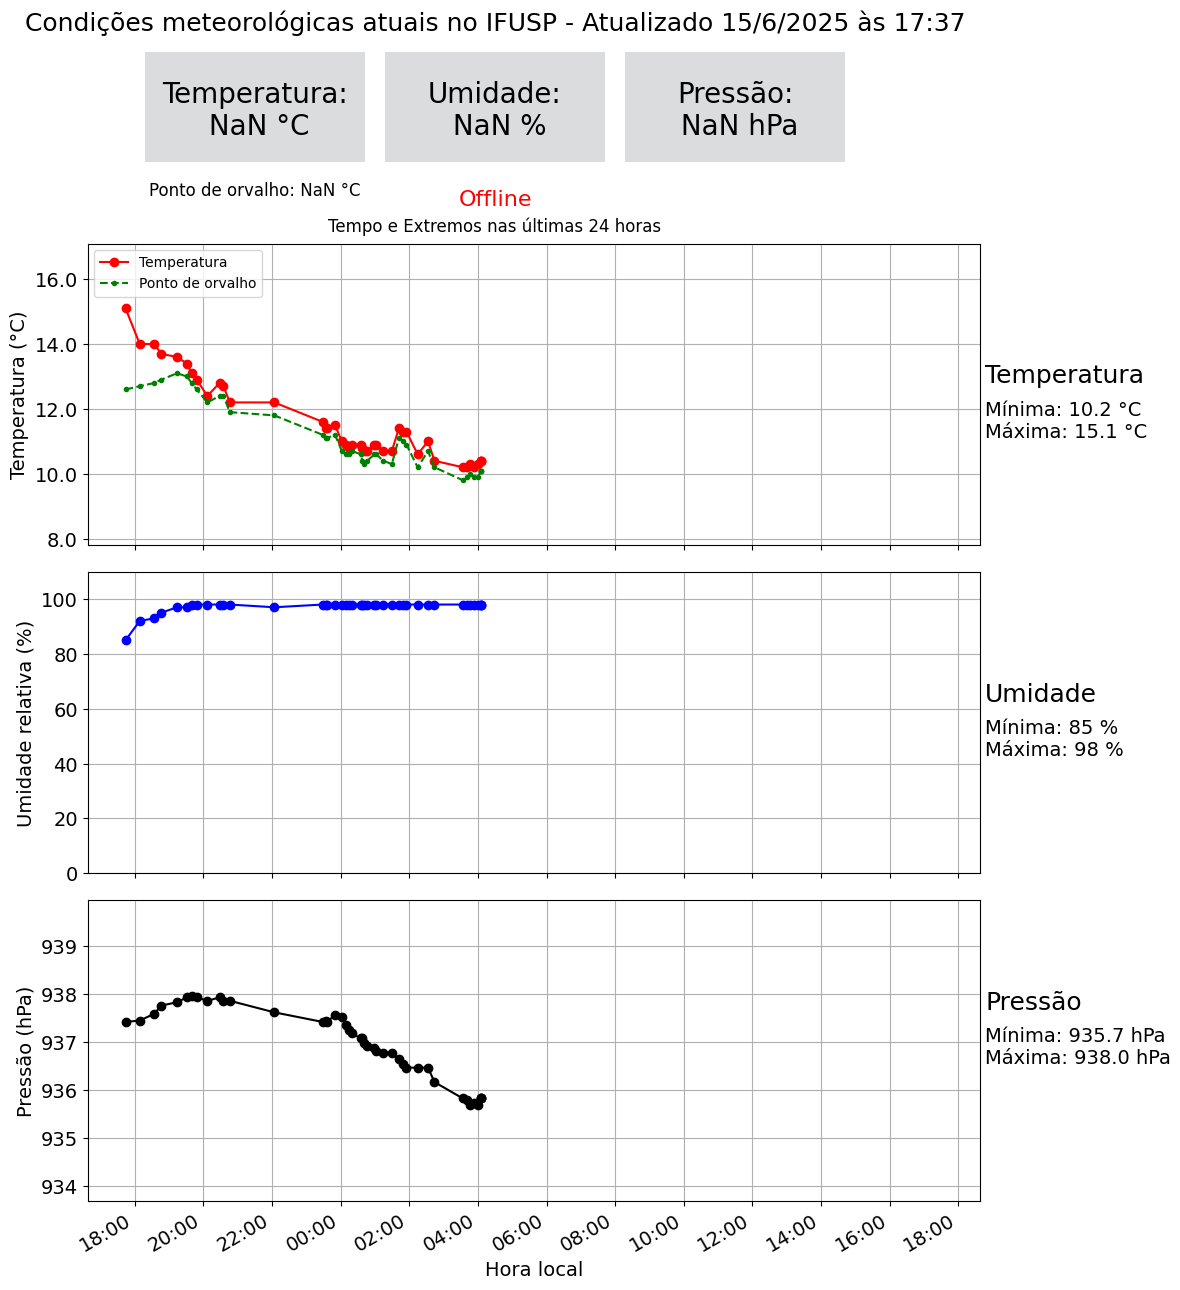 Condições meteorológicas atuais no IFUSP - Atualizado 15/6/2025 às 17:37
Temperatura:
NaN °C
Umidade:
NaN %
Pressão:
NaN hPa
Ponto de orvalho: NaN °C
Offline
Tempo e Extremos nas últimas 24 horas
Temperatura
Ponto de orvalho
Temperatura (°C)
16.0
14.0
12.0
10.0
8.0
Temperatura
Mínima: 10.2 °C
Máxima: 15.1 °C
Umidade relativa (%)
100
80
60
40
20
0
Umidade
Mínima: 85 %
Máxima: 98 %
Pressão (hPa)
939
938
937
936
935
934
Pressão
Mínima: 935.7 hPa
Máxima: 938.0 hPa
18:00 20:00 22:00 00:00 02:00 04:00 06:00 08:00 10:00 12:00 14:00 16:00 18:00
Hora local